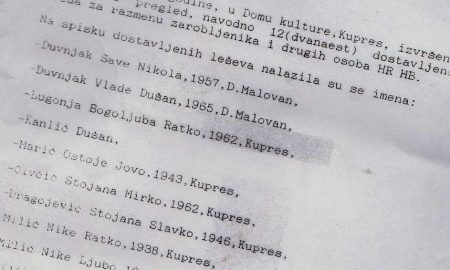 godine, u Domu kulture,Kupres, izvršen
pregled, navodno 12(dvanaest) dostavljen
za razmenu zarobljenika i drugih osoba HR HB.
Na spisku dostavljenih leševa nalazila su se imena:
-Duvnjak Save Nikola,1957,D.Malovan,
-Duvnjak Vlade Dušan,1965,D.Malovan,
-Lugonja Bogoljuba Ratko,1962,Kupres,
-Kanlić Dušan,
-Marić Ostoje Jovo.1943,Kupres,
Stojana Mirko,1962,Kupres,
-Dragojević Stojana Slavko,1946,Kupres,
Milić Nike Ratko,1938,Kupres,
Milić Nike Ljubo